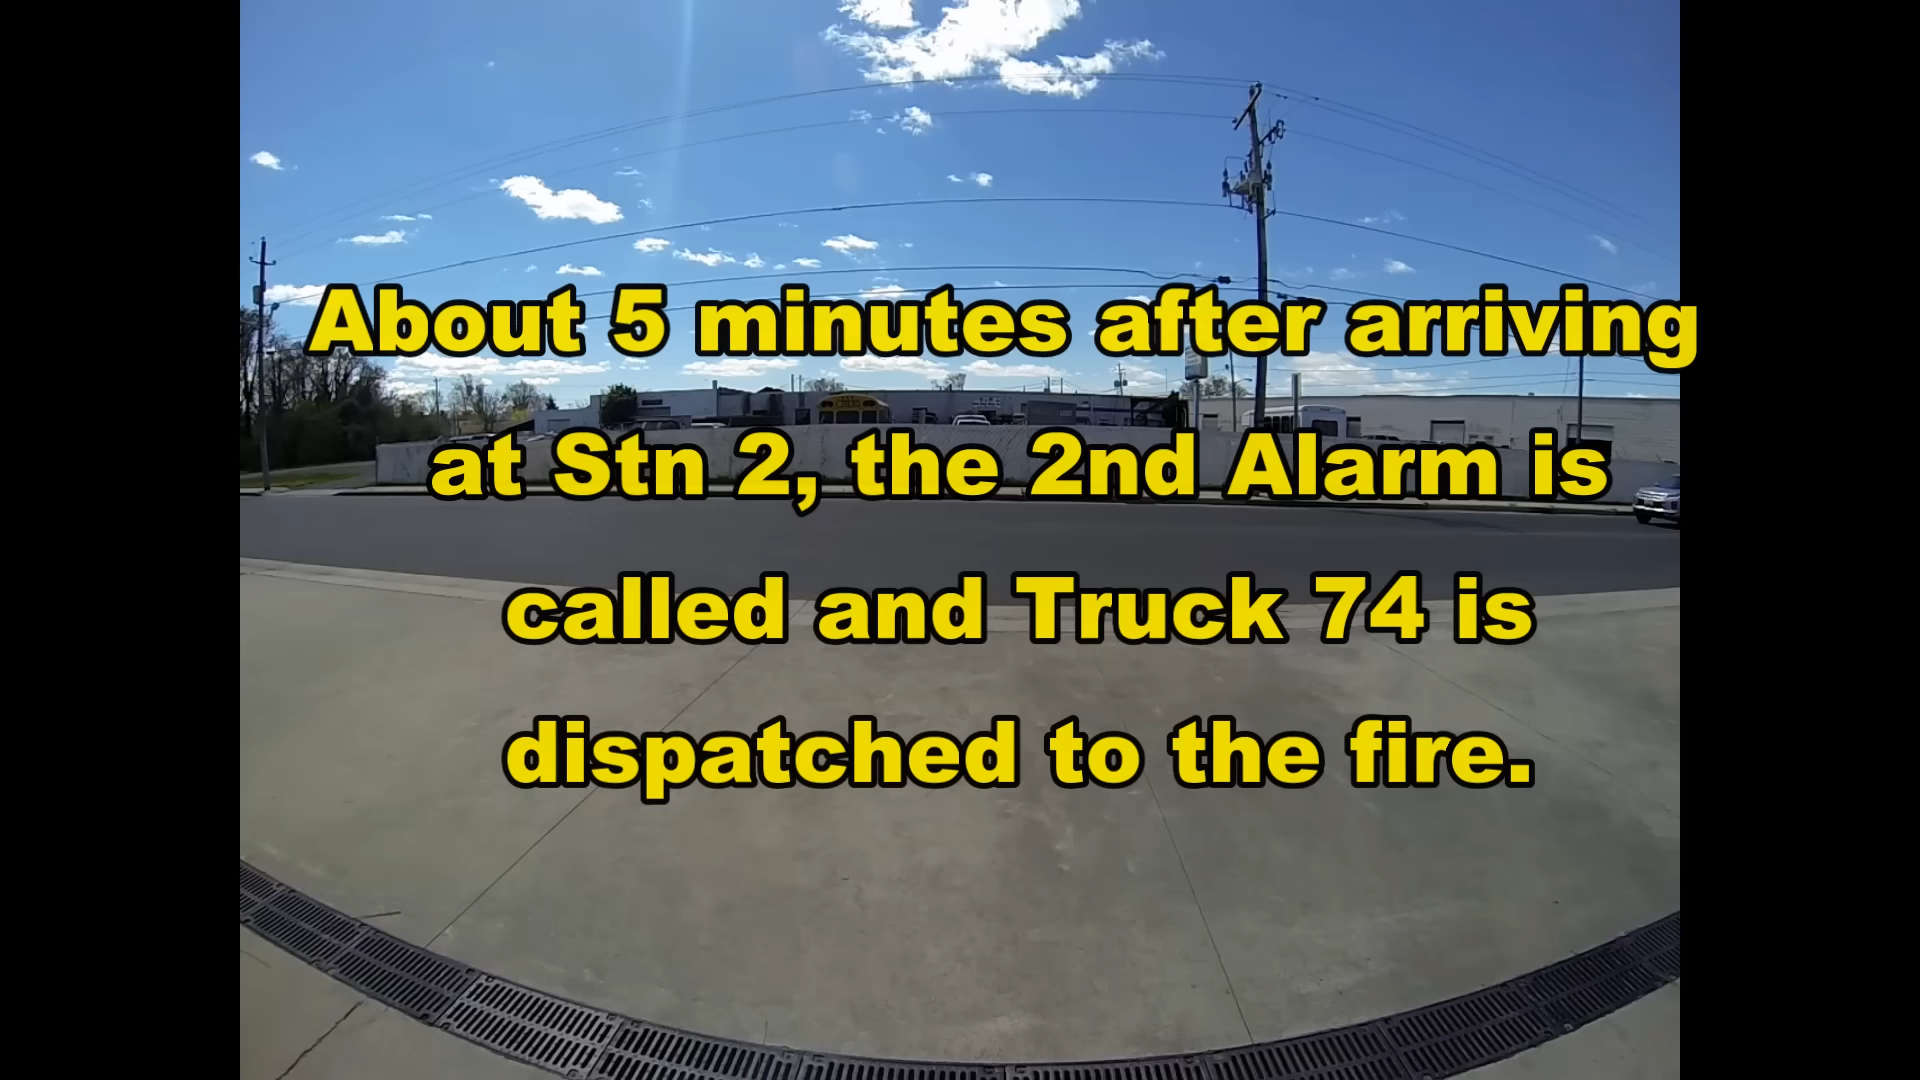 About 5 minutes after arriving
at Stn 2, the 2nd Alarm is
called and Truck 74 is
dispatched to the fire.